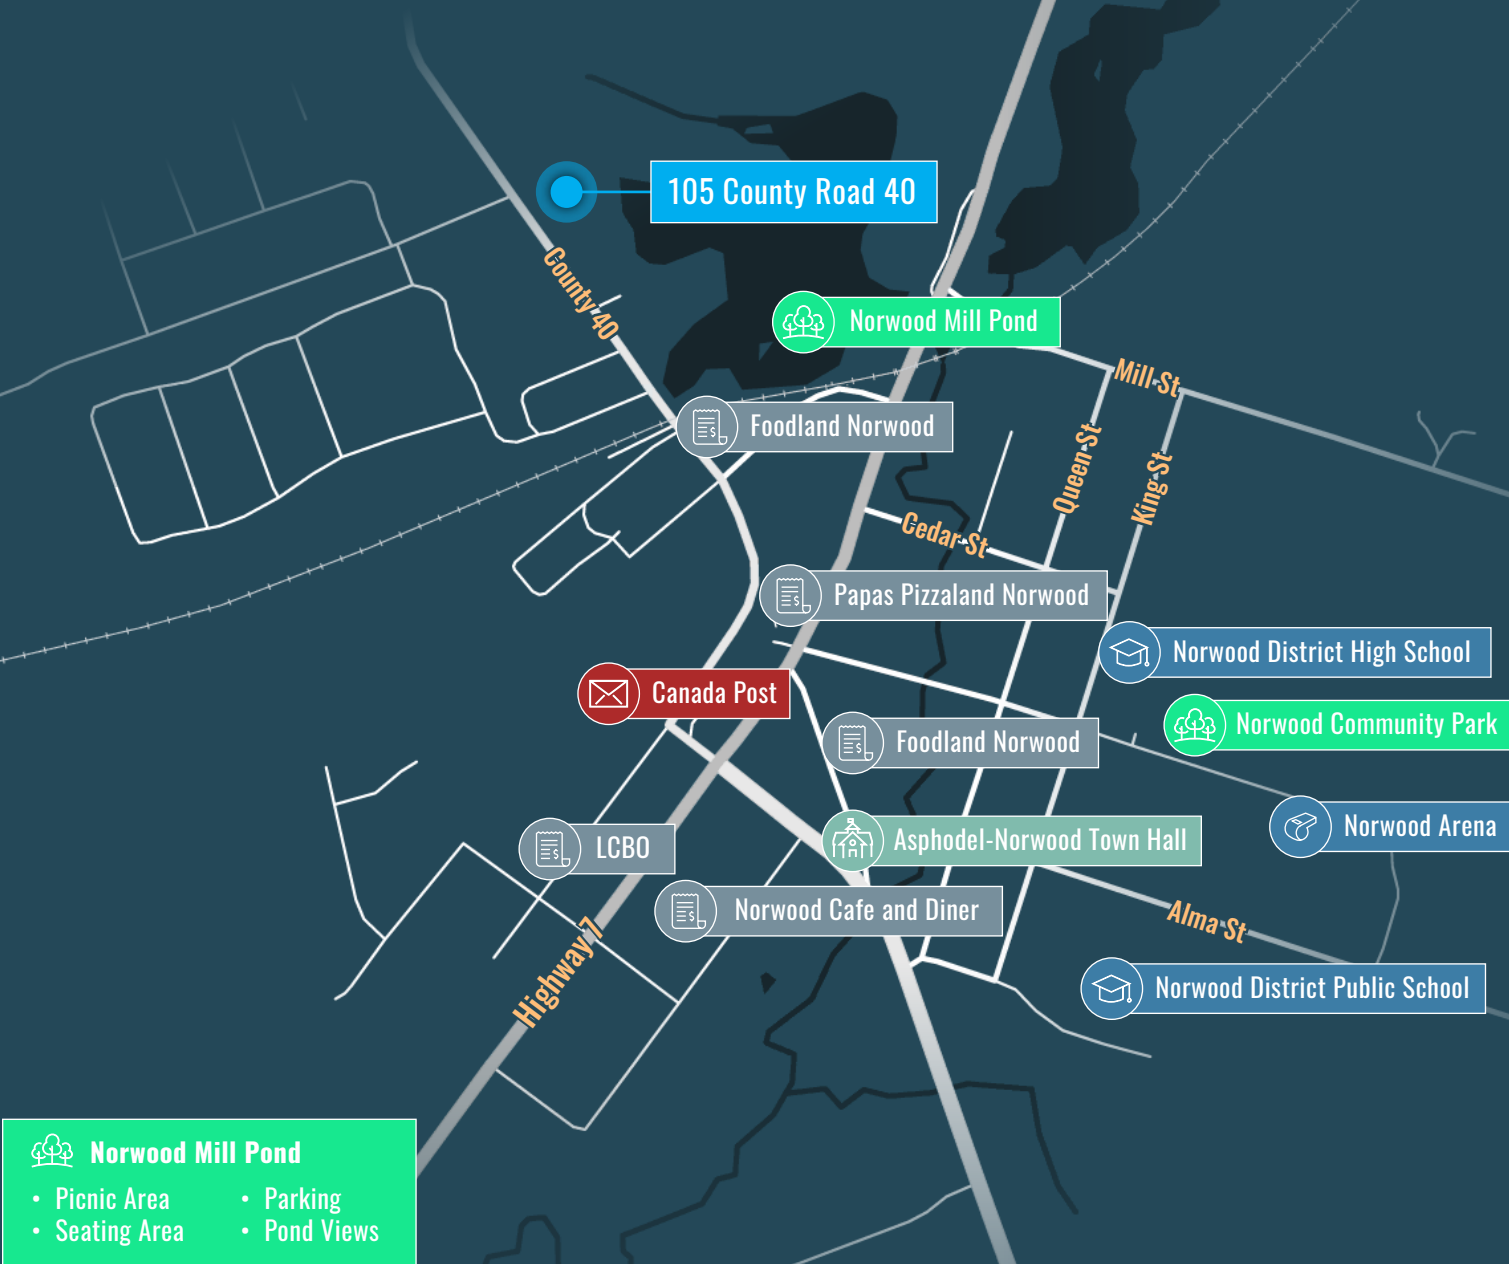 105 County Road 40
County 40
Norwood Mill Pond
Mill St
Foodland Norwood
Queen St
King St
Cedar St
Papas Pizzaland Norwood
Norwood District High School
Canada Post
Norwood Community Park
Foodland Norwood
Norwood Arena
Asphodel-Norwood Town Hall
LCBO
Norwood Cafe and Diner
Alma St
Highway 7
Norwood District Public School
Norwood Mill Pond
• Picnic Area
• Seating Area
• Parking
• Pond Views